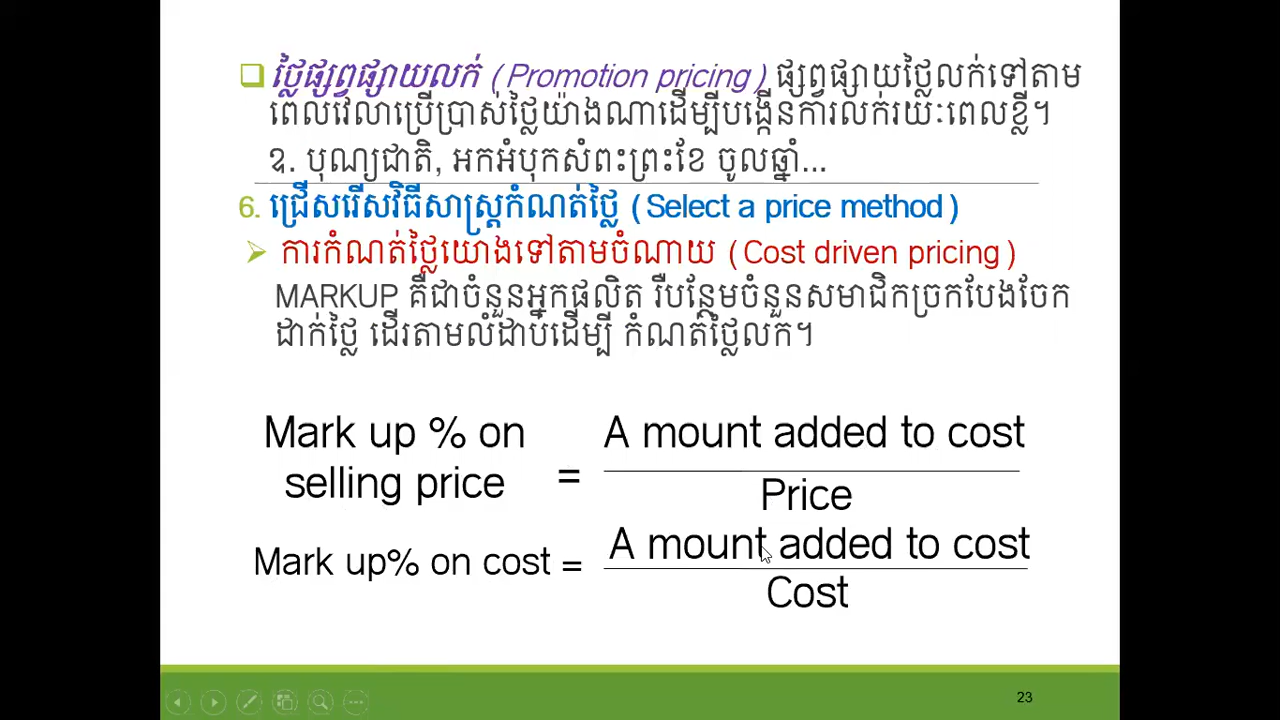 ថ្លៃផ្សព្វផ្សាយលក់ (Promotion pricing) ផ្សព្វផ្សាយថ្លៃលក់ទៅតាម
ពេលវេលាប្រើប្រាស់ថ្លៃយ៉ាងណាដើម្បីបង្កើនការលក់រយៈពេលខ្លី។
ឧ. បុណ្យជាតិ, អកអំបុកសំពះព្រះខែ ចូលឆ្នាំ...
6. ជ្រើសរើសវិធីសាស្ត្រកំណត់ថ្លៃ (Select a price method)
ការកំណត់ថ្លៃយោងទៅតាមចំណាយ (Cost driven pricing)
MARKUP គឺជាចំនួនអ្នកផលិត រឺបន្ថែមចំនួនសមាជិកច្រកបែងចែក
ដាក់ថ្លៃ ដើរតាមលំដាប់ដើម្បី កំណត់ថ្លៃលក់។
Mark up % on
selling price
=
A mount added to cost
Price
Mark up% on cost =
A mount added to cost
Cost
23